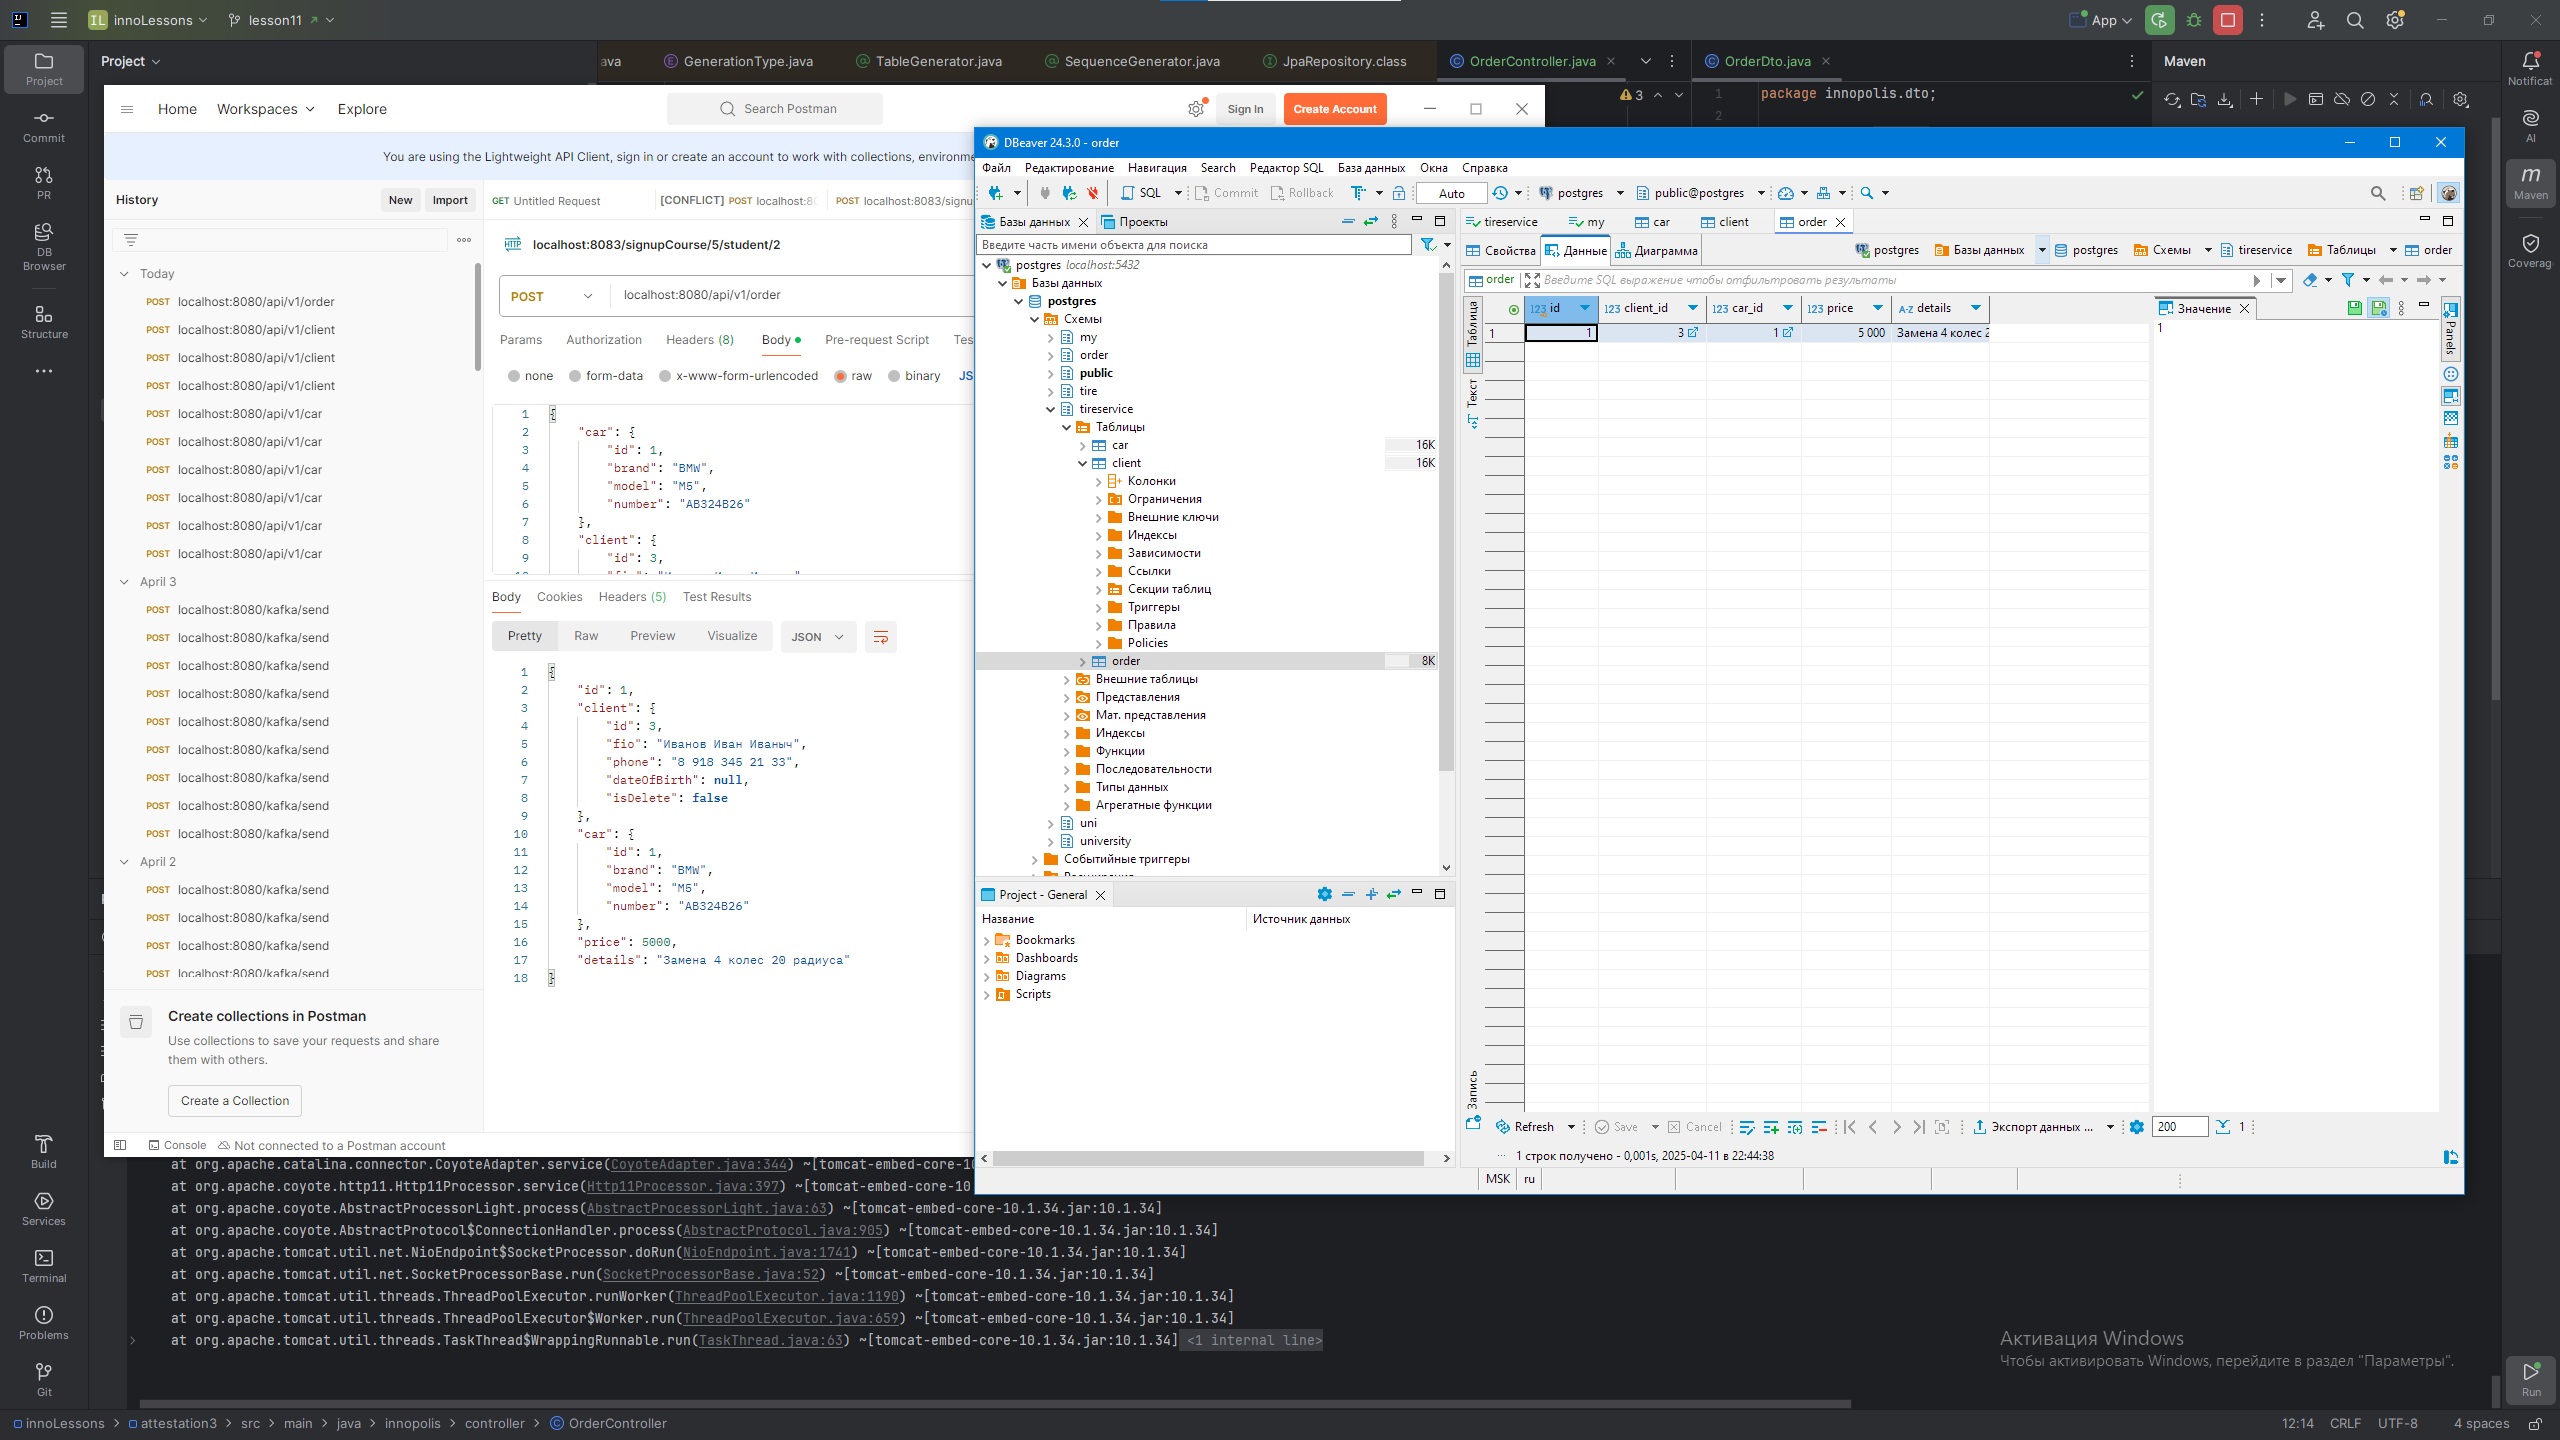 IL innoLessons lesson11 App
Project ava GenerationType.java TableGenerator.java SequenceGenerator.java JpaRepository.class OrderController.java OrderDto.java Maven
Project
Commit
PR
DB
Browser
Structure
Notificat
AI
Maven
Coverag
3
1 package innopolis.dto;
2
Home Workspaces Explore Search Postman Sign In Create Account
You are using the Lightweight API Client, sign in or create an account to work with collections, environm
History New Import
GET Untitled Request [CONFLICT] POST localhost:8 POST localhost:8083/signu
HTTP localhost:8083/signupCourse/5/student/2
Today
POST localhost:8080/api/v1/order
POST localhost:8080/api/v1/client
POST localhost:8080/api/v1/client
POST localhost:8080/api/v1/client
POST localhost:8080/api/v1/car
POST localhost:8080/api/v1/car
POST localhost:8080/api/v1/car
POST localhost:8080/api/v1/car
POST localhost:8080/api/v1/car
POST localhost:8080/api/v1/car
April 3
POST localhost:8080/kafka/send
POST localhost:8080/kafka/send
POST localhost:8080/kafka/send
POST localhost:8080/kafka/send
POST localhost:8080/kafka/send
POST localhost:8080/kafka/send
POST localhost:8080/kafka/send
POST localhost:8080/kafka/send
POST localhost:8080/kafka/send
April 2
POST localhost:8080/kafka/send
POST localhost:8080/kafka/send
POST localhost:8080/kafka/send
POST localhost:8080/kafka/send
Create collections in Postman
Use collections to save your requests and share
them with others.
Create a Collection
Console Not connected to a Postman account
POST localhost:8080/api/v1/order
Params Authorization Headers (8) Body Pre-request Script Tes
none form-data x-www-form-urlencoded raw binary JS
1 {
2 "car": {
3 "id": 1,
4 "brand": "BMW",
5 "model": "M5",
6 "number": "AB324B26"
7 },
8 "client": {
9 "id": 3,
Body Cookies Headers (5) Test Results
Pretty Raw Preview Visualize JSON
1 {
2 "id": 1,
3 "client": {
4 "id": 3,
5 "fio": "Иванов Иван Иваныч",
6 "phone": "8 918 345 21 33",
7 "dateOfBirth": null,
8 "isDelete": false
9 },
10 "car": {
11 "id": 1,
12 "brand": "BMW",
13 "model": "M5",
14 "number": "AB324B26"
15 },
16 "price": 5000,
17 "details": "Замена 4 колес 20 радиуса"
18 }
DBeaver 24.3.0 - order
Файл Редактирование Навигация Search Редактор SQL База данных Окна Справка
SQL Commit Rollback Auto postgres public@postgres
Базы данных Проекты
Введите часть имени объекта для поиска
postgres localhost:5432
Базы данных
postgres
Схемы
my
order
public
tire
tireservice
Таблицы
car 16K
client 16K
Колонки
Ограничения
Внешние ключи
Индексы
Зависимости
Ссылки
Секции таблиц
Триггеры
Правила
Policies
order 8K
Внешние таблицы
Представления
Мат. представления
Индексы
Функции
Последовательности
Типы данных
Агрегатные функции
uni
university
Событийные триггеры
Project - General
Название Источник данных
Bookmarks
Dashboards
Diagrams
Scripts
tireservice my car client order
Свойства Данные Диаграмма postgres Базы данных postgres Схемы tireservice Таблицы order
order Введите SQL выражение чтобы отфильтровать результаты
Таблица
Текст
Запись
123 id 123 client_id 123 car_id 123 price A-Z details
1 1 3 1 5 000 Замена 4 колес 2
Значение
1
Panels
Refresh Save Cancel Экспорт данных ... 200 1
1 строк получено - 0,001s, 2025-04-11 в 22:44:38
MSK ru
at org.apache.catalina.connector.CoyoteAdapter.service(CoyoteAdapter.java:344) ~[tomcat-embed-core-10
at org.apache.coyote.http11.Http11Processor.service(Http11Processor.java:397) ~[tomcat-embed-core-10
at org.apache.coyote.AbstractProcessorLight.process(AbstractProcessorLight.java:63) ~[tomcat-embed-core-10.1.34.jar:10.1.34]
at org.apache.coyote.AbstractProtocol$ConnectionHandler.process(AbstractProtocol.java:905) ~[tomcat-embed-core-10.1.34.jar:10.1.34]
at org.apache.tomcat.util.net.NioEndpoint$SocketProcessor.doRun(NioEndpoint.java:1741) ~[tomcat-embed-core-10.1.34.jar:10.1.34]
at org.apache.tomcat.util.net.SocketProcessorBase.run(SocketProcessorBase.java:52) ~[tomcat-embed-core-10.1.34.jar:10.1.34]
at org.apache.tomcat.util.threads.ThreadPoolExecutor.runWorker(ThreadPoolExecutor.java:1190) ~[tomcat-embed-core-10.1.34.jar:10.1.34]
at org.apache.tomcat.util.threads.ThreadPoolExecutor$Worker.run(ThreadPoolExecutor.java:659) ~[tomcat-embed-core-10.1.34.jar:10.1.34]
at org.apache.tomcat.util.threads.TaskThread$WrappingRunnable.run(TaskThread.java:63) ~[tomcat-embed-core-10.1.34.jar:10.1.34] <1 internal line>
Build
Services
Terminal
Problems
Git
Активация Windows
Чтобы активировать Windows, перейдите в раздел "Параметры".
Run
innoLessons > attestation3 > src > main > java > innopolis > controller > OrderController 12:14 CRLF UTF-8 4 spaces